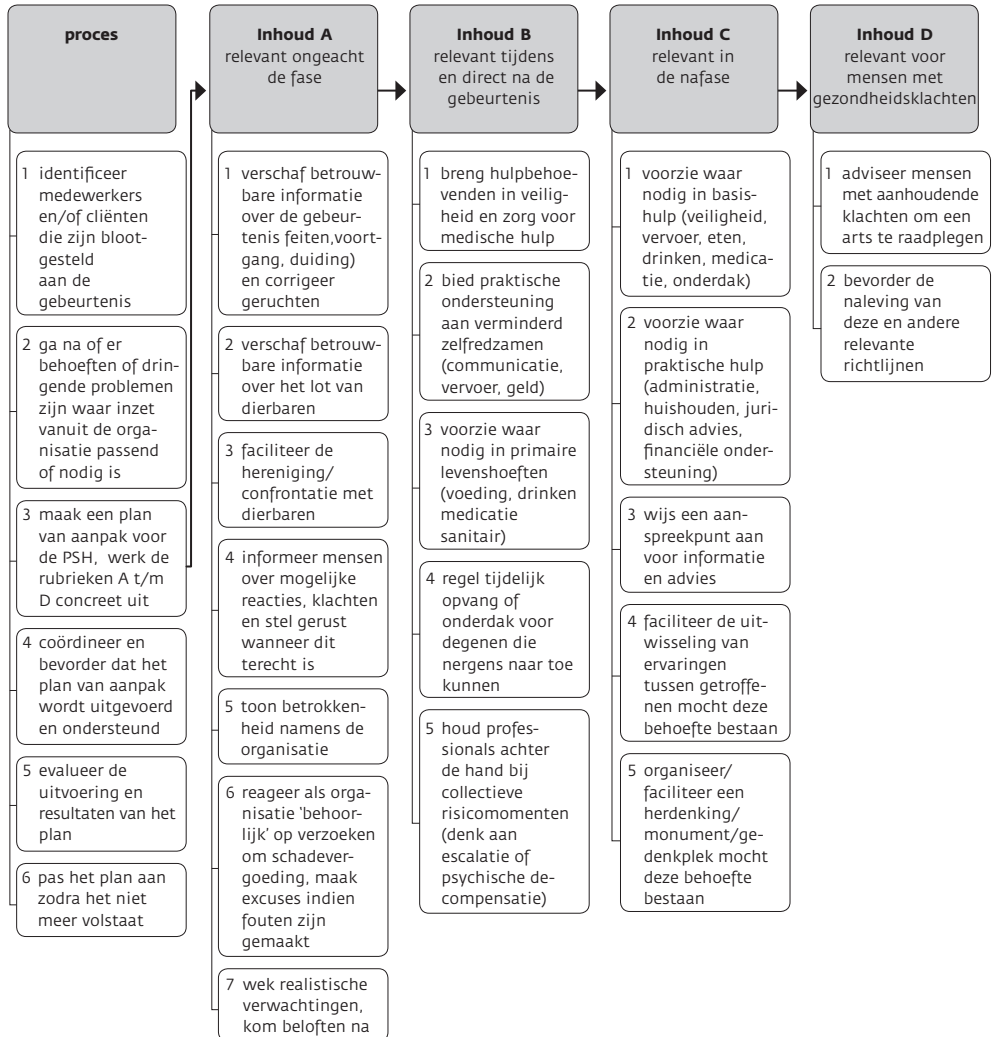 proces
1 identificeer
medewerkers
en/of cliënten
die zijn bloot-
gesteld
aan de
gebeurtenis
2 ga na of er
behoeften of drin-
gende problemen
zijn waar inzet
vanuit de orga-
nisatie passend
of nodig is
3 maak een plan
van aanpak voor
de PSH, werk de
rubrieken A t/m
D concreet uit
4 coördineer en
bevorder dat het
plan van aanpak
wordt uitgevoerd
en ondersteund
5 evalueer de
uitvoering en
resultaten van het
plan
6 pas het plan aan
zodra het niet
meer volstaat
Inhoud A
relevant ongeacht
de fase
1 verschaf betrouw-
bare informatie
over de gebeur-
tenis feiten,voort-
gang, duiding)
en corrigeer
geruchten
2 verschaf betrouw-
bare informatie
over het lot van
dierbaren
3 faciliteer de
hereniging/
confrontatie met
dierbaren
4 informeer mensen
over mogelijke
reacties, klachten
en stel gerust
wanneer dit
terecht is
5 toon betrokken-
heid namens de
organisatie
6 reageer als orga-
nisatie ‘behoor-
lijk’ op verzoeken
om schadever-
goeding, maak
excuses indien
fouten zijn
gemaakt
7 wek realistische
verwachtingen,
kom beloften na
Inhoud B
relevant tijdens
en direct na de
gebeurtenis
1 breng hulpbehoe-
venden in veilig-
heid en zorg voor
medische hulp
2 bied praktische
ondersteuning
aan verminderd
zelfredzamen
(communicatie,
vervoer, geld)
3 voorzie waar
nodig in primaire
levenshoeften
(voeding, drinken
medicatie
sanitair)
4 regel tijdelijk
opvang of
onderdak voor
degenen die
nergens naar toe
kunnen
5 houd profes-
sionals achter
de hand bij
collectieve
risicomomenten
(denk aan
escalatie of
psychische de-
compensatie)
Inhoud C
relevant in
de nafase
1 voorzie waar
nodig in basis-
hulp (veiligheid,
vervoer, eten,
drinken, medica-
tie, onderdak)
2 voorzie waar
nodig in
praktische hulp
(administratie,
huishouden, juri-
disch advies,
financiële onder-
steuning)
3 wijs een aan-
spreekpunt aan
voor informatie
en advies
4 faciliteer de uit-
wisseling van
ervaringen
tussen getroffe-
nen mocht deze
behoefte bestaan
5 organiseer/
faciliteer een
herdenking/
monument/ge-
denkplek mocht
deze behoefte
bestaan
Inhoud D
relevant voor
mensen met
gezondheidsklachten
1 adviseer mensen
met aanhoudende
klachten om een
arts te raadplegen
2 bevorder de
naleving van
deze en andere
relevante
richtlijnen